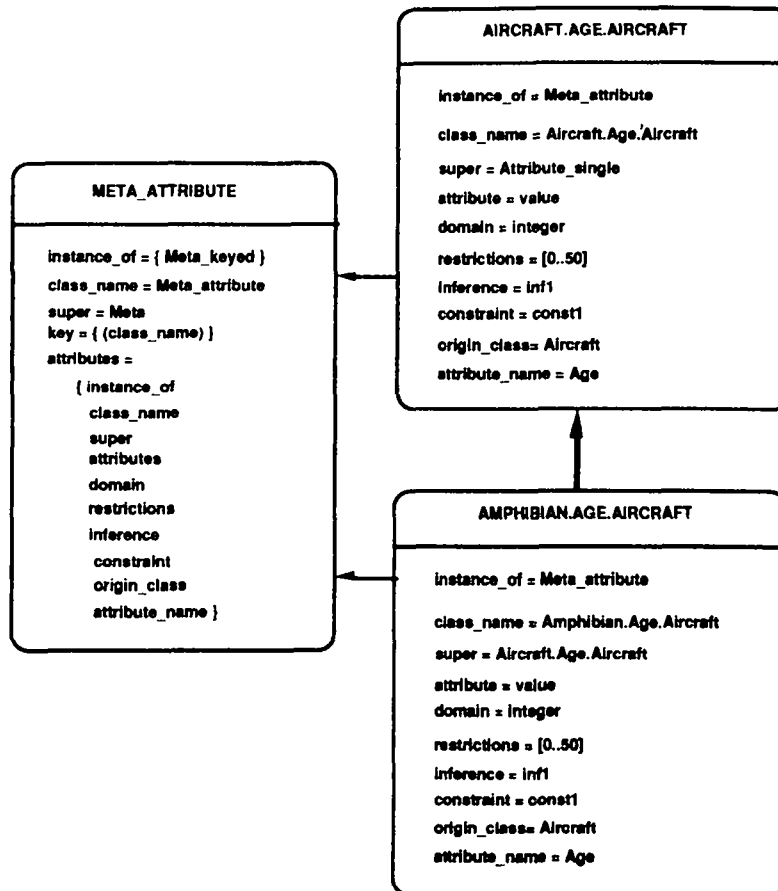 META_ATTRIBUTE
instance_of = { Meta_keyed }
class_name = Meta_attribute
super = Meta
key = { (class_name) }
attributes =
{ instance_of
class_name
super
attributes
domain
restrictions
inference
constraint
origin_class
attribute_name }
AIRCRAFT.AGE.AIRCRAFT
instance_of = Meta_attribute
class_name = Aircraft.Age.Aircraft
super = Attribute_single
attribute = value
domain = integer
restrictions = [0..50]
inference = inf1
constraint = const1
origin_class= Aircraft
attribute_name = Age
AMPHIBIAN.AGE.AIRCRAFT
instance_of = Meta_attribute
class_name = Amphibian.Age.Aircraft
super = Aircraft.Age.Aircraft
attribute = value
domain = integer
restrictions = [0..50]
inference = inf1
constraint = const1
origin_class= Aircraft
attribute_name = Age